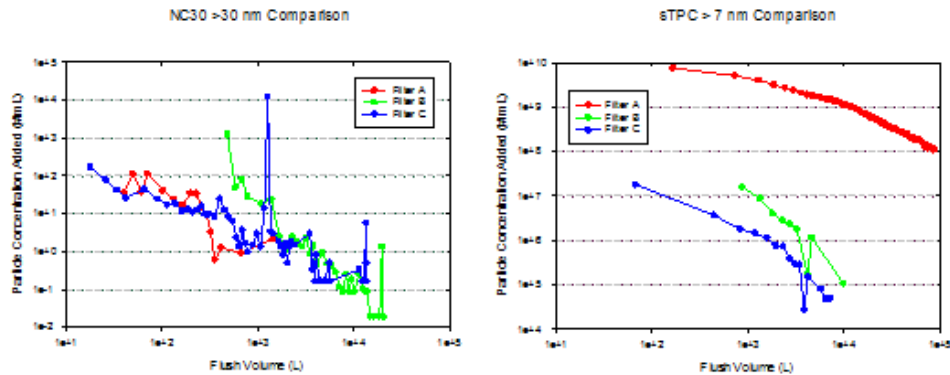 NC30 >30 nm Comparison
Particle Concentration Added (#/mL)
1e+5
1e+4
1e+3
1e+2
1e+1
1e+0
1e-1
1e-2
Filter A
Filter B
Filter C
1e+1 1e+2 1e+3 1e+4 1e+5
Flush Volume (L)
sTPC > 7 nm Comparison
Particle Concentration Added (#/mL)
1e+10
1e+9
1e+8
1e+7
1e+6
1e+5
1e+4
Filter A
Filter B
Filter C
1e+1 1e+2 1e+3 1e+4 1e+5
Flush Volume (L)